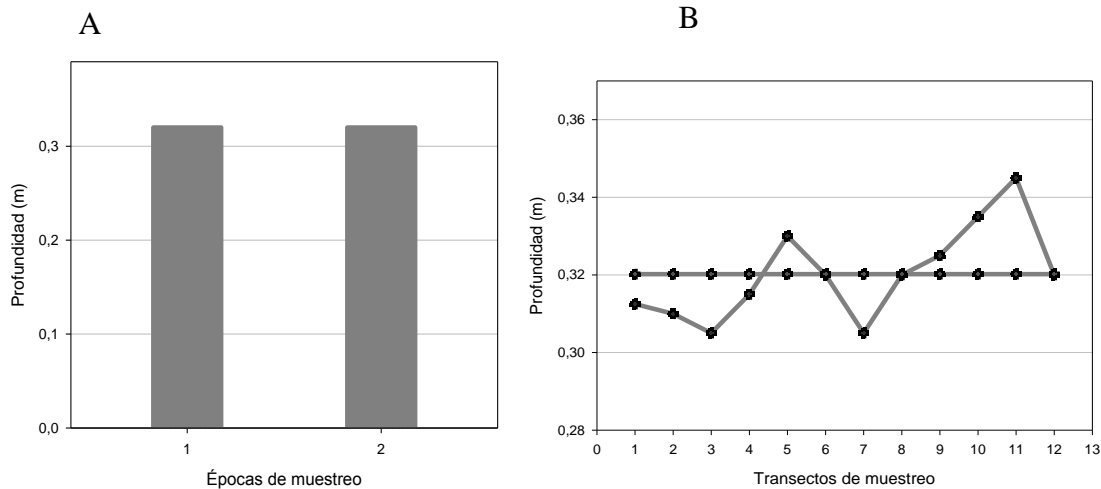 A
Profundidad (m)
0,3
0,2
0,1
0,0
1 2
Épocas de muestreo
B
Profundidad (m)
0,36
0,34
0,32
0,30
0,28
0 1 2 3 4 5 6 7 8 9 10 11 12 13
Transectos de muestreo